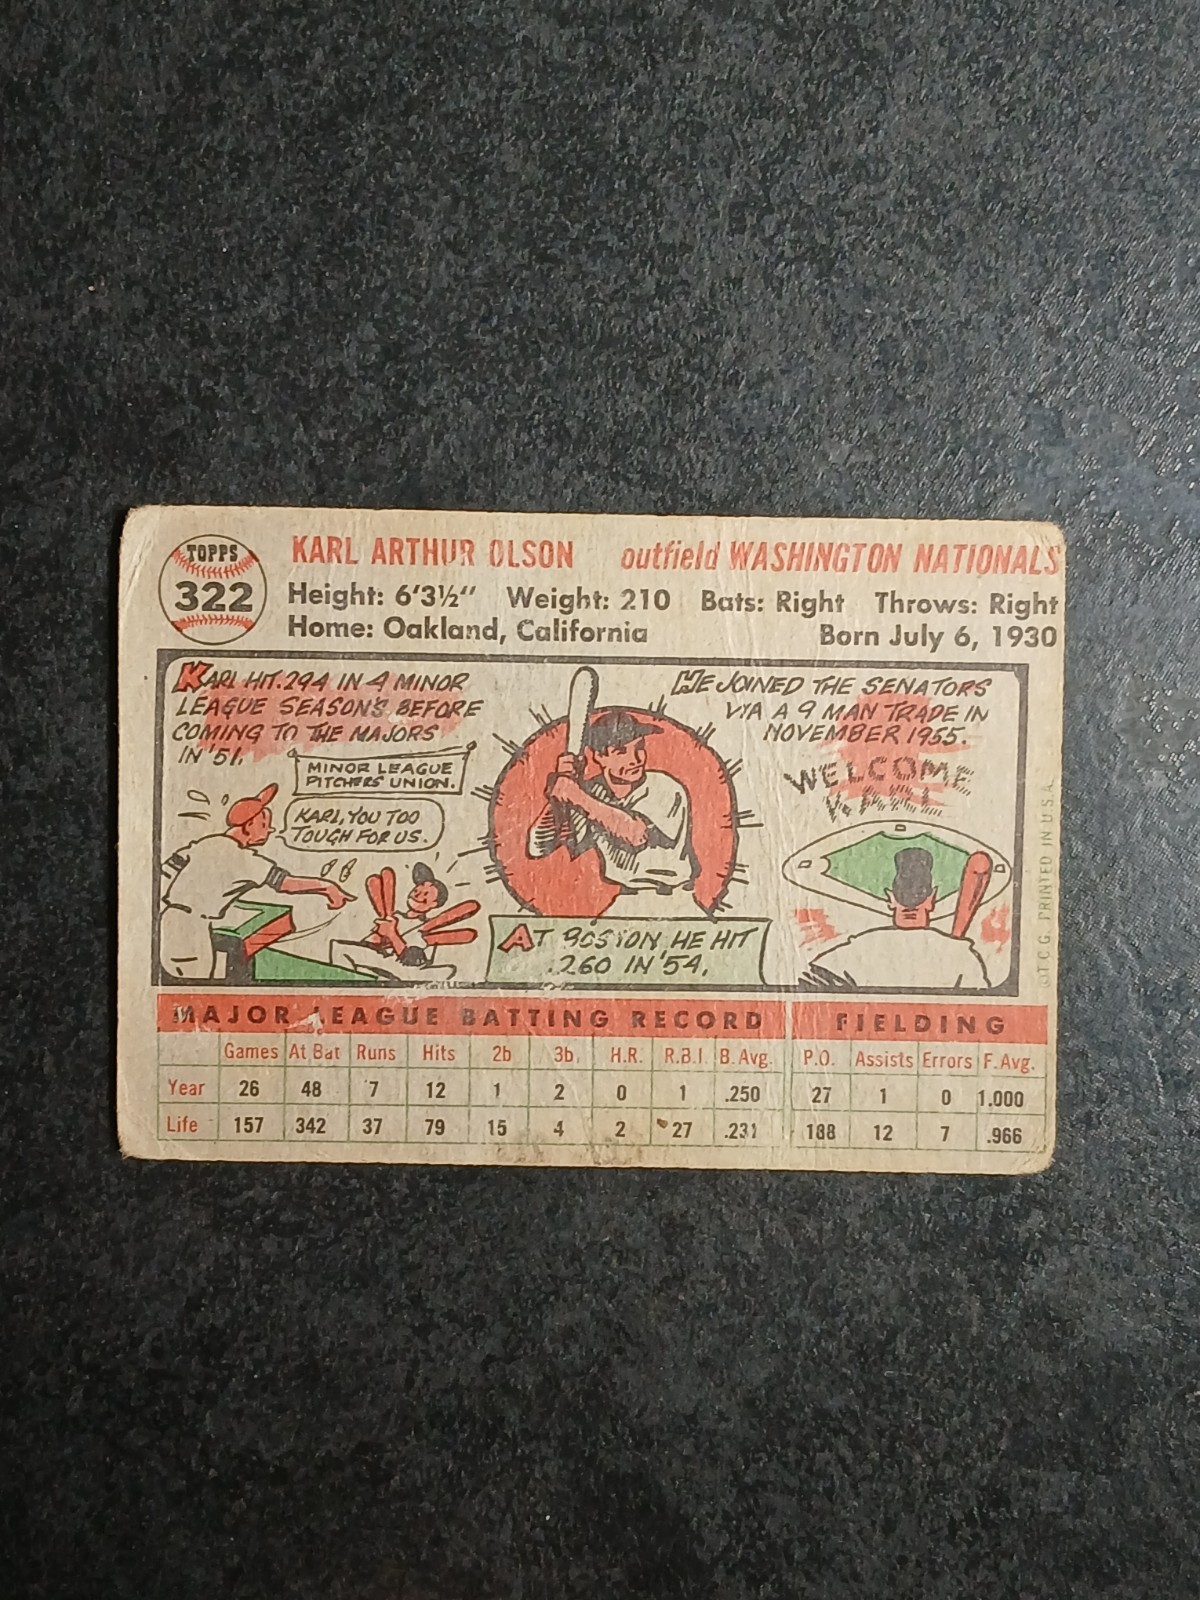 TOPPS
322
KARL ARTHUR OLSON outfield WASHINGTON NATIONALS
Height: 6'3½" Weight: 210 Bats: Right Throws: Right
Home: Oakland, California Born July 6, 1930
KARL HIT .294 IN 4 MINOR
LEAGUE SEASONS BEFORE
COMING TO THE MAJORS
IN '51.
MINOR LEAGUE
PITCHERS' UNION.
KARL, YOU TOO
TOUGH FOR US.
AT BOSTON HE HIT
.260 IN '54.
HE JOINED THE SENATORS
VIA A 9 MAN TRADE IN
NOVEMBER 1955.
WELCOME
KARL
©T.C.G. PRINTED IN U.S.A.
MAJOR LEAGUE BATTING RECORD FIELDING
Games At Bat Runs Hits 2b 3b. H.R. R.B.I. B. Avg. P.O. Assists Errors F. Avg.
Year 26 48 7 12 1 2 0 1 .250 27 1 0 1.000
Life 157 342 37 79 15 4 2 27 .231 188 12 7 .966